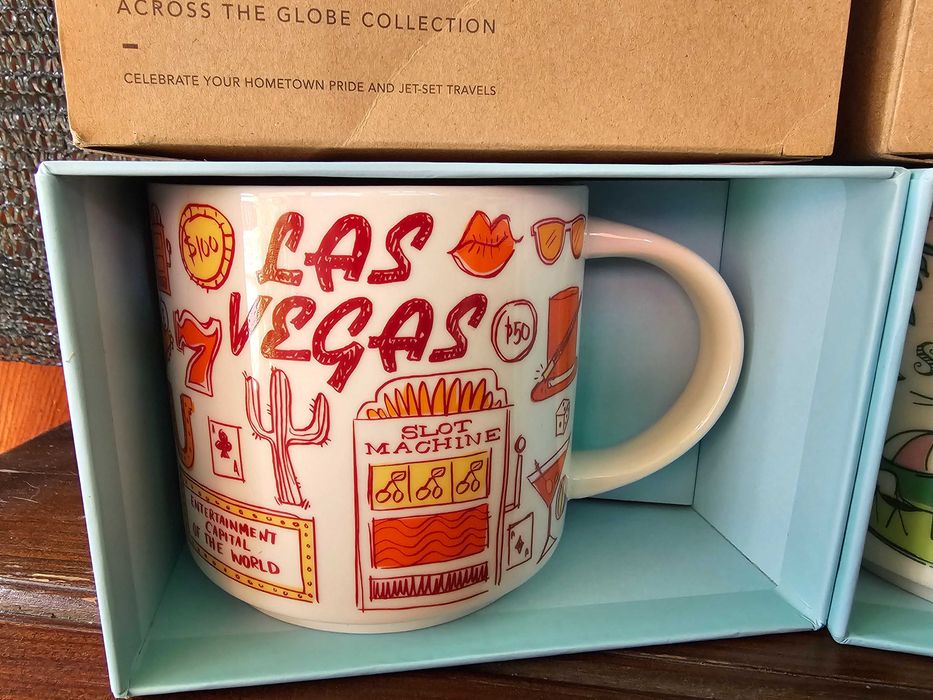 ACROSS THE GLOBE COLLECTION
CELEBRATE YOUR HOMETOWN PRIDE AND JET-SET TRAVELS
$100
LAS
VEGAS
$50
7
A
SLOT
MACHINE
ENTERTAINMENT
CAPITAL
OF THE WORLD
A